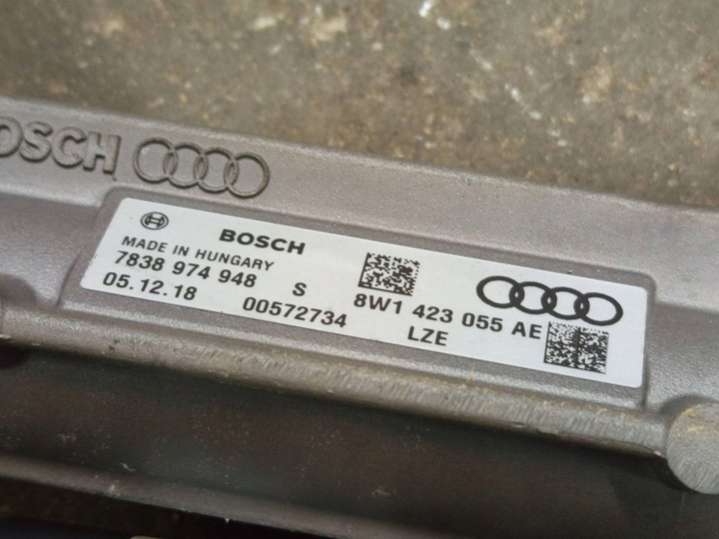 BOSCH
BOSCH
MADE IN HUNGARY
7838 974 948 S 8W1 423 055 AE
05.12.18 00572734 LZE